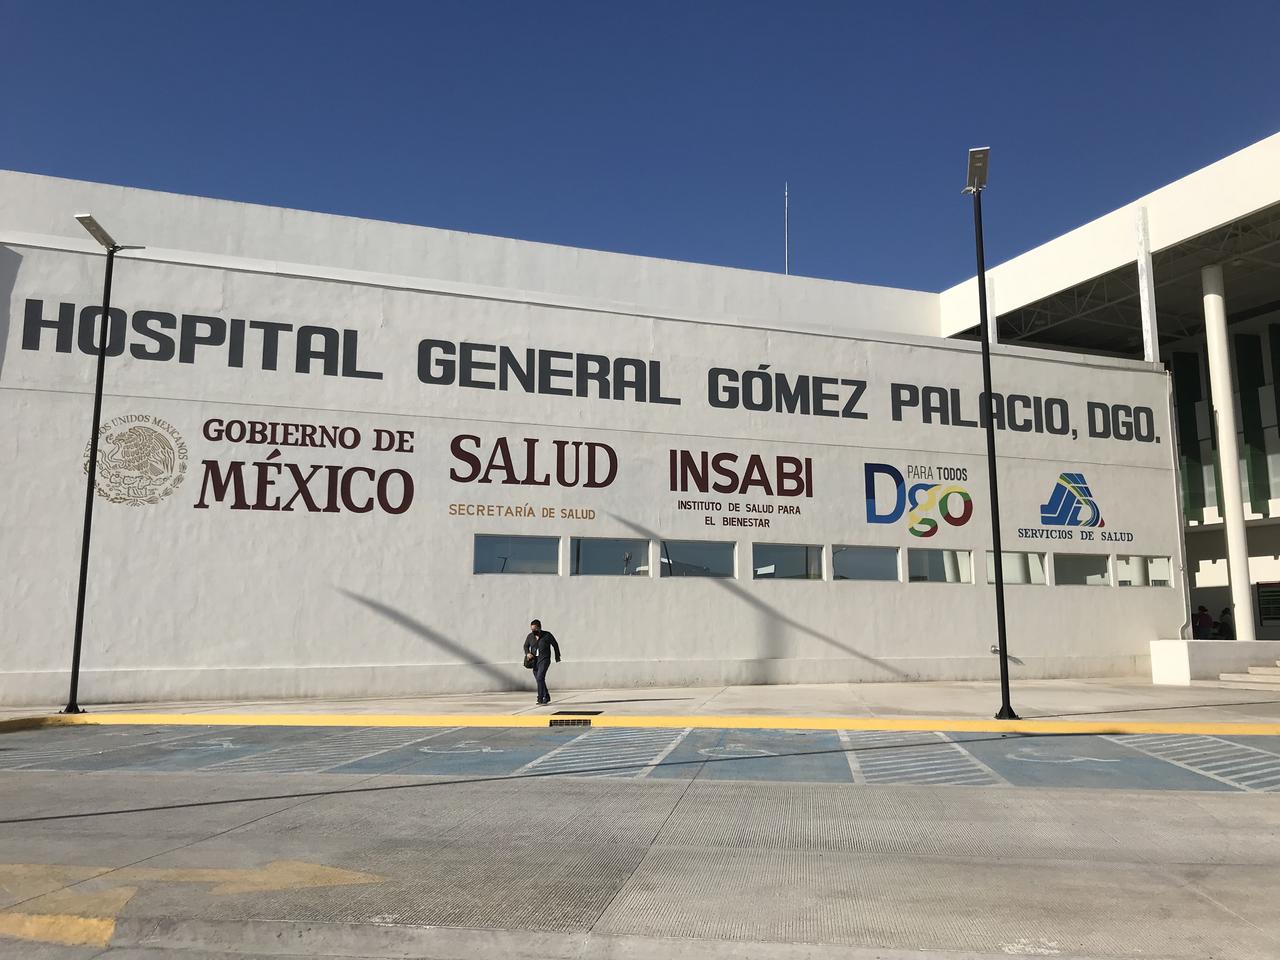 HOSPITAL GENERAL GÓMEZ PALACIO, DGO.
ESTADOS UNIDOS MEXICANOS
GOBIERNO DE
MÉXICO
SALUD
SECRETARÍA DE SALUD
INSABI
INSTITUTO DE SALUD PARA
EL BIENESTAR
PARA TODOS
Dgo
SERVICIOS DE SALUD